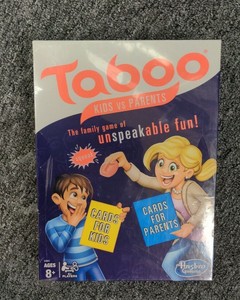 Taboo
KIDS VS PARENTS
The family game of
unspeakable fun!
CARDS
FOR
KIDS
CARDS
FOR
PARENTS
AGES
8+
PLAYERS
Hasbro
Gaming